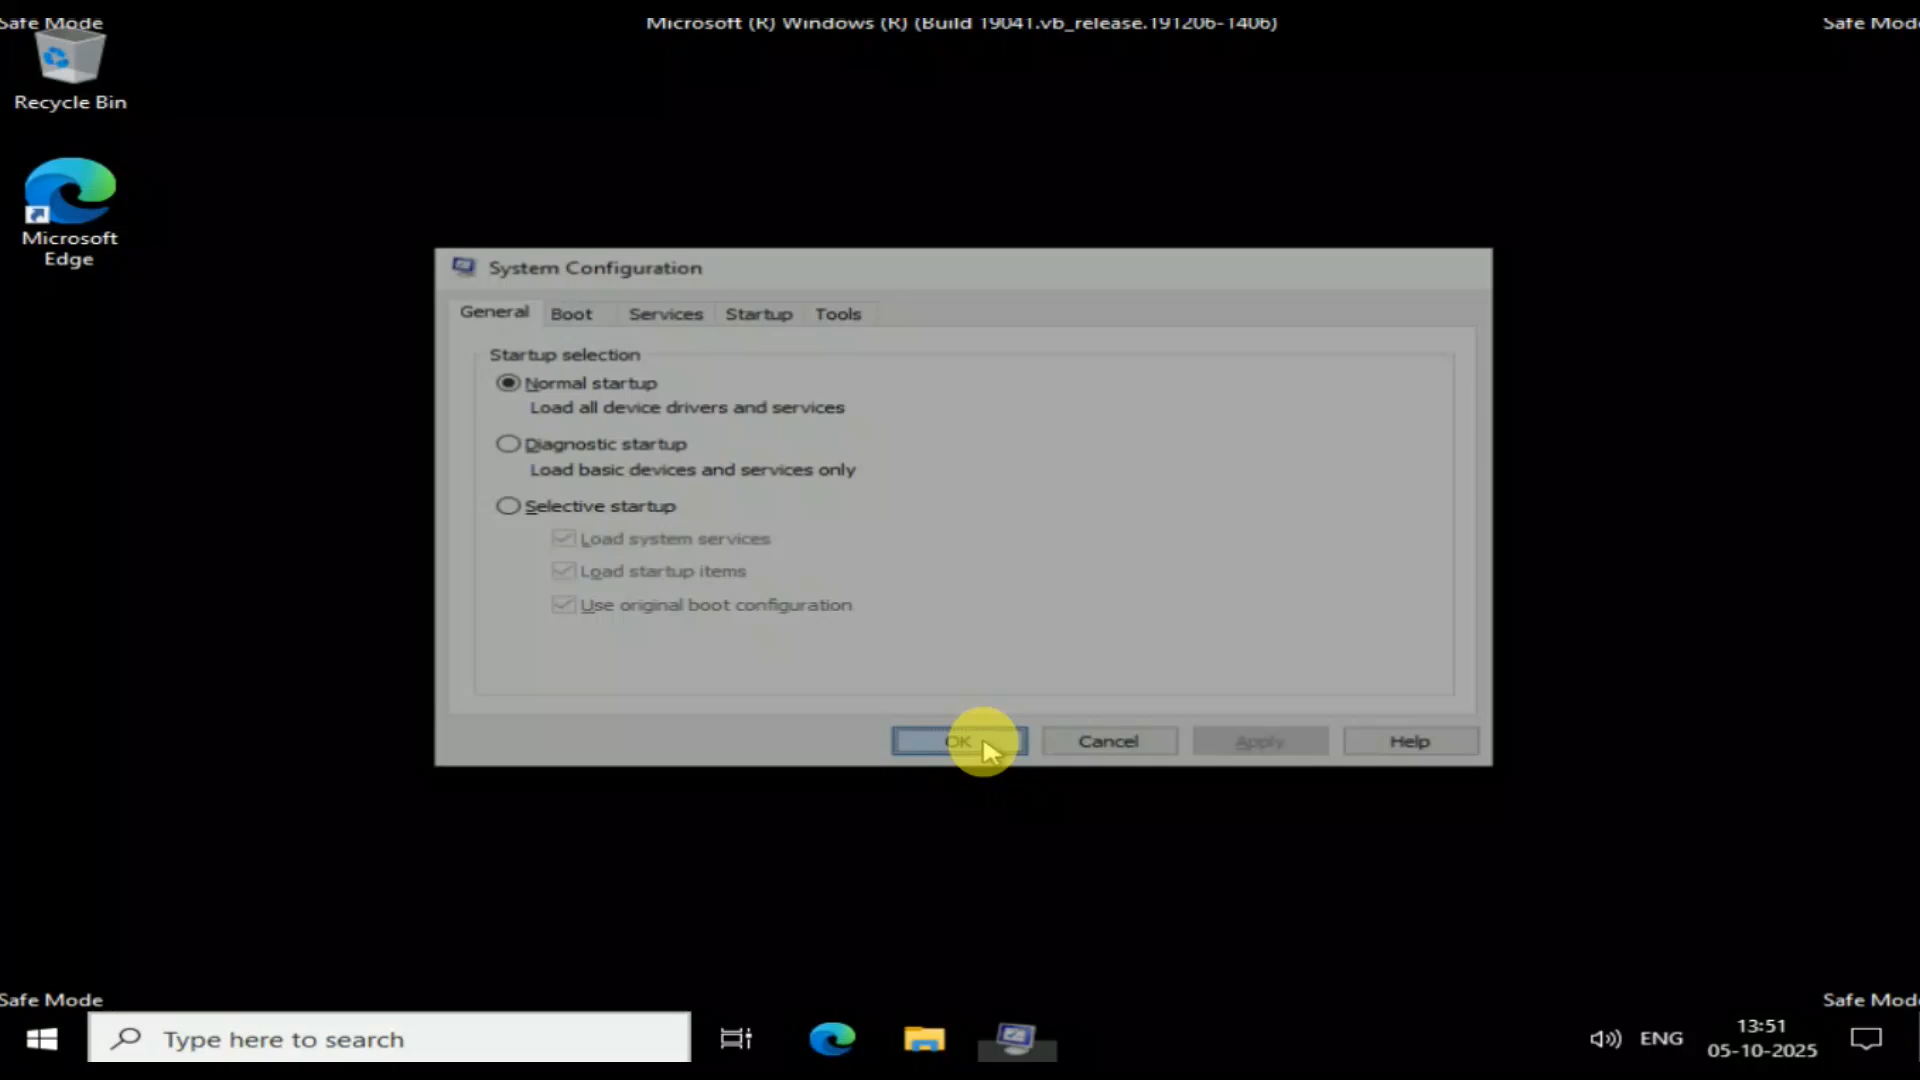 Safe Mode
Microsoft (R) Windows (R) (Build 19041.vb_release.191206-1406)
Safe Mod
Recycle Bin
Microsoft
Edge
System Configuration
General Boot Services Startup Tools
Startup selection
Normal startup
Load all device drivers and services
Diagnostic startup
Load basic devices and services only
Selective startup
Load system services
Load startup items
Use original boot configuration
OK Cancel Apply Help
Safe Mode
Safe Mod
Type here to search
ENG
13:51
05-10-2025